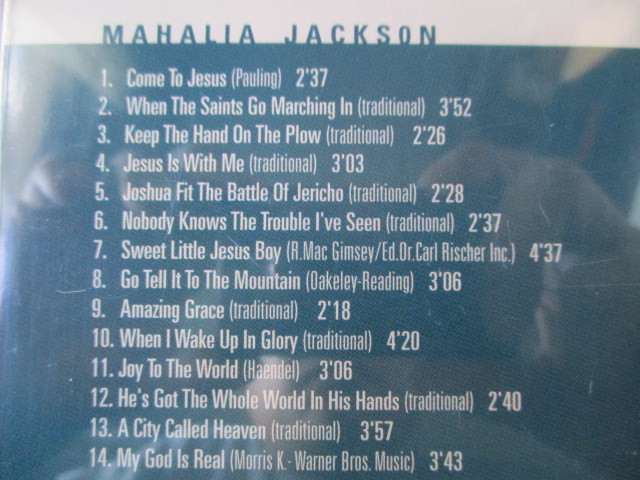 MAHALIA JACKSON
1. Come To Jesus (Pauling) 2'37
2. When The Saints Go Marching In (traditional) 3'52
3. Keep The Hand On The Plow (traditional) 2'26
4. Jesus Is With Me (traditional) 3'03
5. Joshua Fit The Battle Of Jericho (traditional) 2'28
6. Nobody Knows The Trouble I've Seen (traditional) 2'37
7. Sweet Little Jesus Boy (R.Mac Gimsey/Ed.Or.Carl Rischer Inc.) 4'37
8. Go Tell It To The Mountain (Oakeley-Reading) 3'06
9. Amazing Grace (traditional) 2'18
10. When I Wake Up In Glory (traditional) 4'20
11. Joy To The World (Haendel) 3'06
12. He's Got The Whole World In His Hands (traditional) 2'40
13. A City Called Heaven (traditional) 3'57
14. My God Is Real (Morris K.- Warner Bros. Music) 3'43